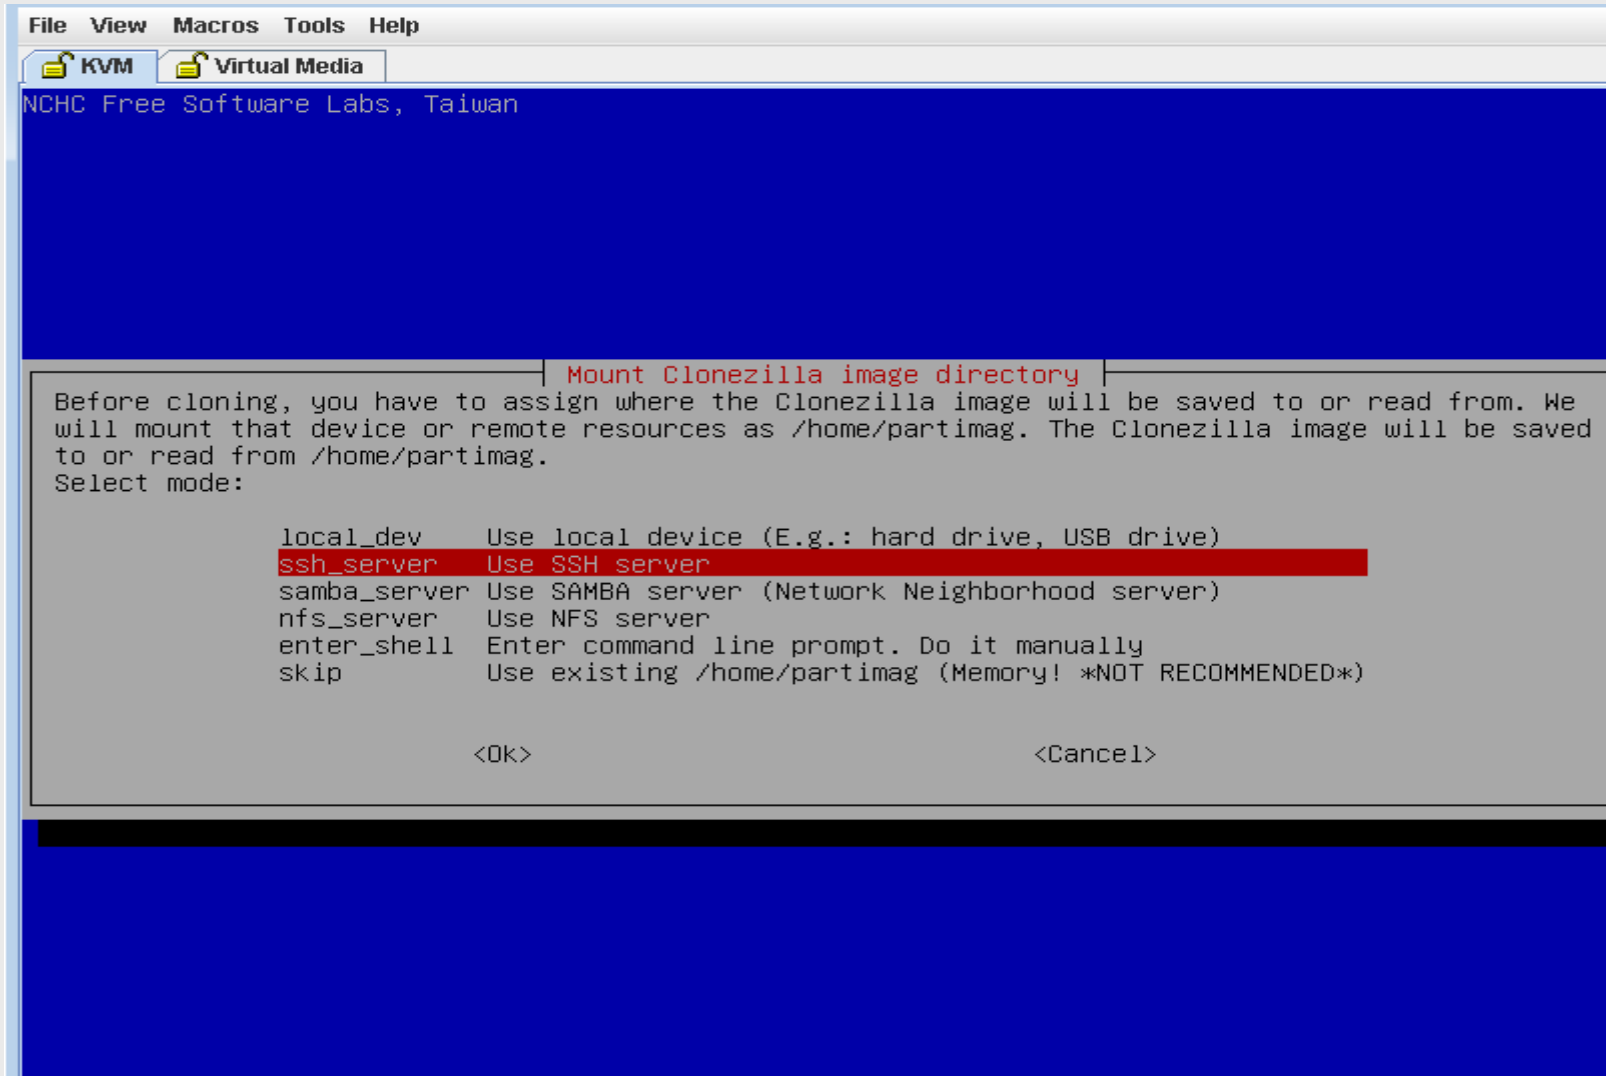 File View Macros Tools Help
KVM Virtual Media
NCHC Free Software Labs, Taiwan
Mount Clonezilla image directory
Before cloning, you have to assign where the Clonezilla image will be saved to or read from. We
will mount that device or remote resources as /home/partimag. The Clonezilla image will be saved
to or read from /home/partimag.
Select mode:
local_dev Use local device (E.g.: hard drive, USB drive)
ssh_server Use SSH server
samba_server Use SAMBA server (Network Neighborhood server)
nfs_server Use NFS server
enter_shell Enter command line prompt. Do it manually
skip Use existing /home/partimag (Memory! *NOT RECOMMENDED*)
<Ok> <Cancel>